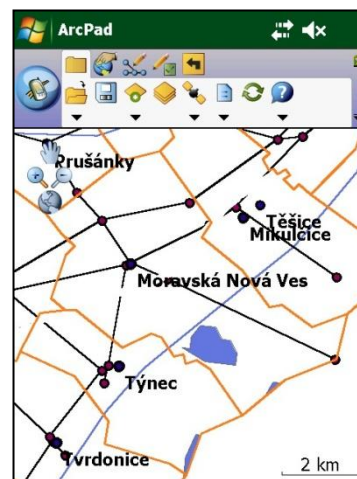 ArcPad
Prušánky
Těšice
Mikulčice
Moravská Nová Ves
Týnec
Tvrdonice
2 km